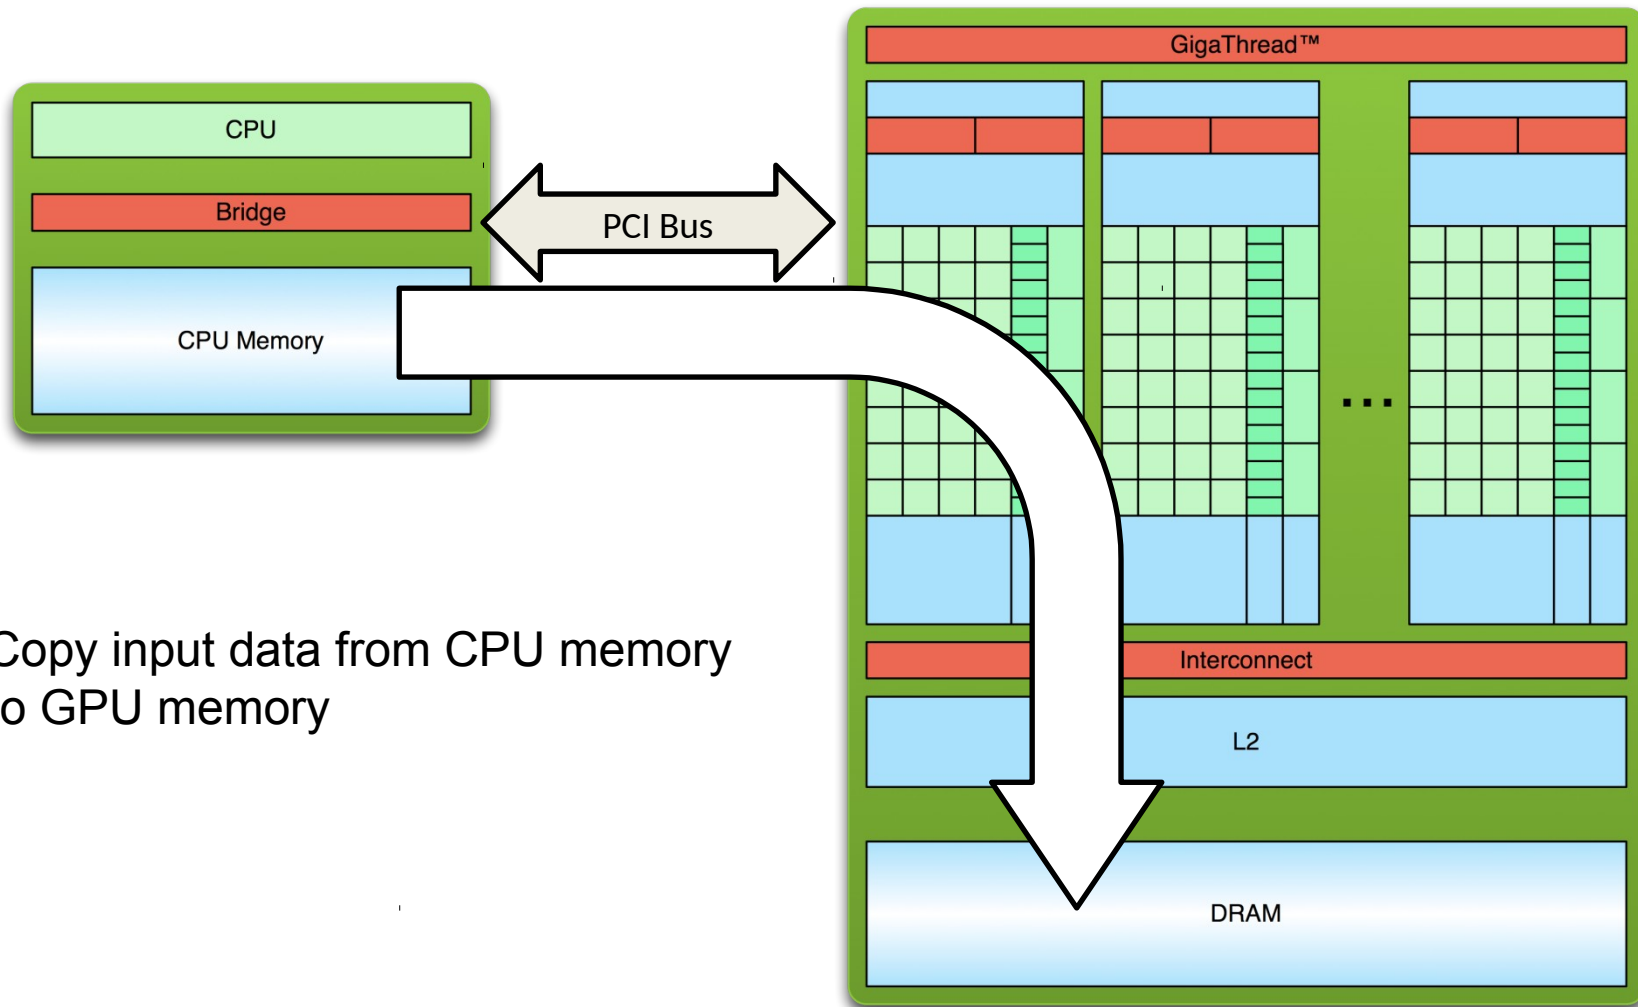 GigaThread™
CPU
Bridge
PCI Bus
CPU Memory
...
Copy input data from CPU memory
o GPU memory
Interconnect
L2
DRAM